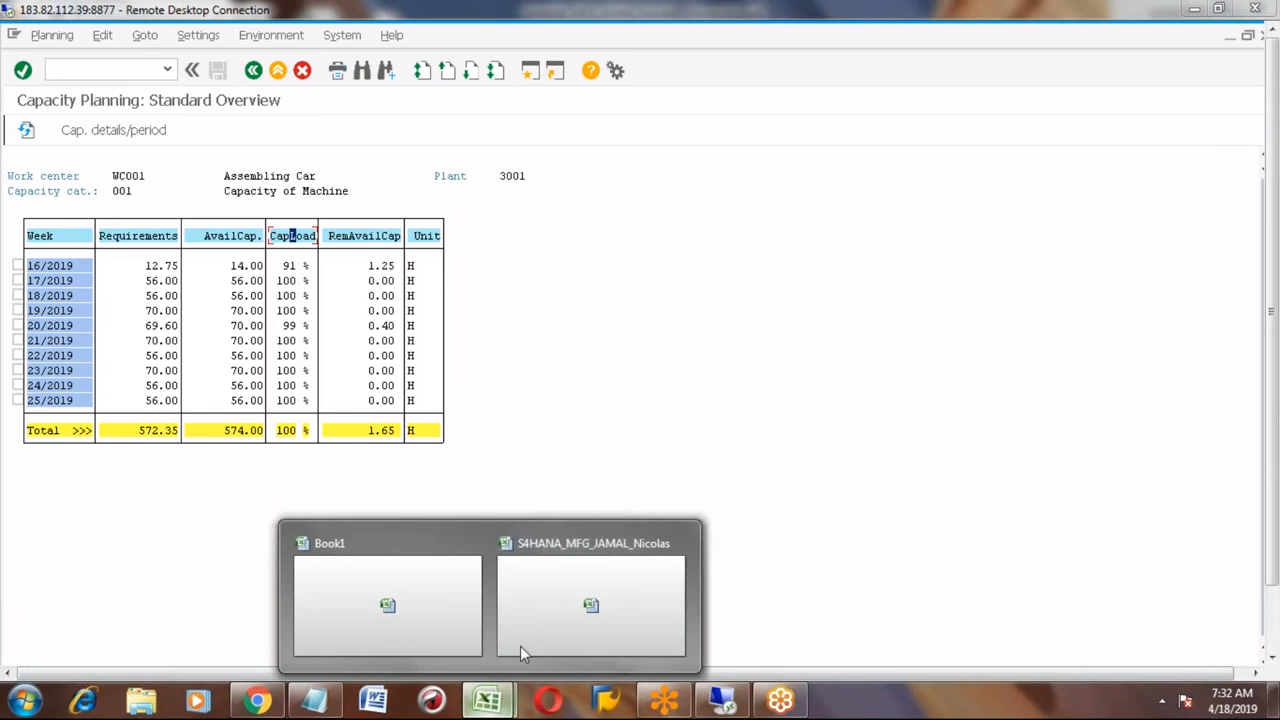 183.82.112.39:8877 - Remote Desktop Connection
Planning Edit Goto Settings Environment System Help
Capacity Planning: Standard Overview
Cap. details/period
Work center WC001 Assembling Car Plant 3001
Capacity cat.: 001 Capacity of Machine
Week Requirements AvailCap. CapLoad RemAvailCap Unit
16/2019 12.75 14.00 91 % 1.25 H
17/2019 56.00 56.00 100 % 0.00 H
18/2019 56.00 56.00 100 % 0.00 H
19/2019 70.00 70.00 100 % 0.00 H
20/2019 69.60 70.00 99 % 0.40 H
21/2019 70.00 70.00 100 % 0.00 H
22/2019 56.00 56.00 100 % 0.00 H
23/2019 70.00 70.00 100 % 0.00 H
24/2019 56.00 56.00 100 % 0.00 H
25/2019 56.00 56.00 100 % 0.00 H
Total >>> 572.35 574.00 100 % 1.65 H
Book1 S4HANA_MFG_JAMAL_Nicolas
7:32 AM
4/18/2019